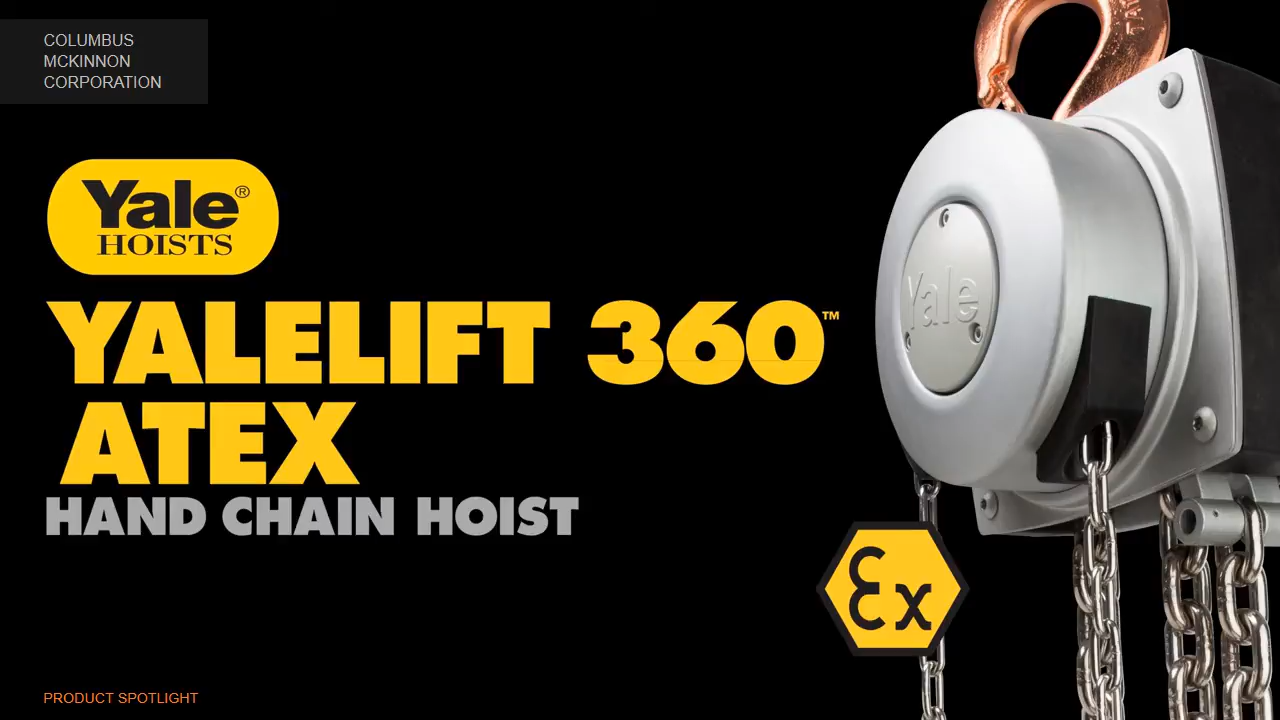 COLUMBUS
MCKINNON
CORPORATION
Yale®
HOISTS
YALELIFT 360™
ATEX
HAND CHAIN HOIST
Yale
Ex
PRODUCT SPOTLIGHT